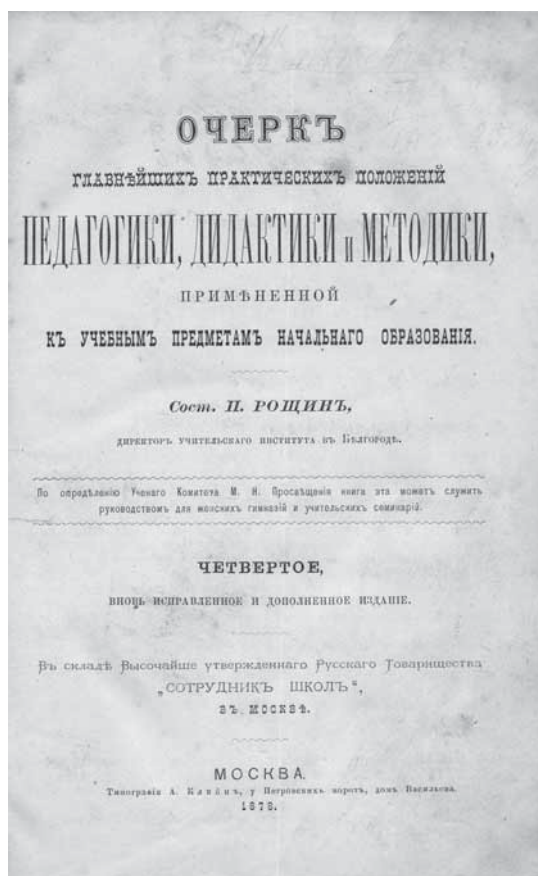 ОЧЕРКЪ
ГЛАВНѢЙШИХЪ ПРАКТИЧЕСКИХЪ ПОЛОЖЕНІЙ
ПЕДАГОГИКИ, ДИДАКТИКИ и МЕТОДИКИ,
ПРИМѢНЕННОЙ
КЪ УЧЕБНЫМЪ ПРЕДМЕТАМЪ НАЧАЛЬНАГО ОБРАЗОВАНІЯ.
Сост. П. РОЩИНЪ,
ДИРЕКТОРЪ УЧИТЕЛЬСКАГО ИНСТИТУТА ВЪ БѢЛГОРОДѢ.
По опредѣленію Ученаго Комитета М. Н. Просвѣщенія книга эта можетъ служить
руководствомъ для женскихъ гимназій и учительскихъ семинарій.
ЧЕТВЕРТОЕ,
ВНОВЬ ИСПРАВЛЕННОЕ И ДОПОЛНЕННОЕ ИЗДАНІЕ.
Въ складѣ Высочайше утвержденнаго Русскаго Товарищества
„СОТРУДНИКЪ ШКОЛЪ“,
ВЪ МОСКВѢ.
МОСКВА.
Типографія А. у Петровскихъ воротъ, домъ Васильева.